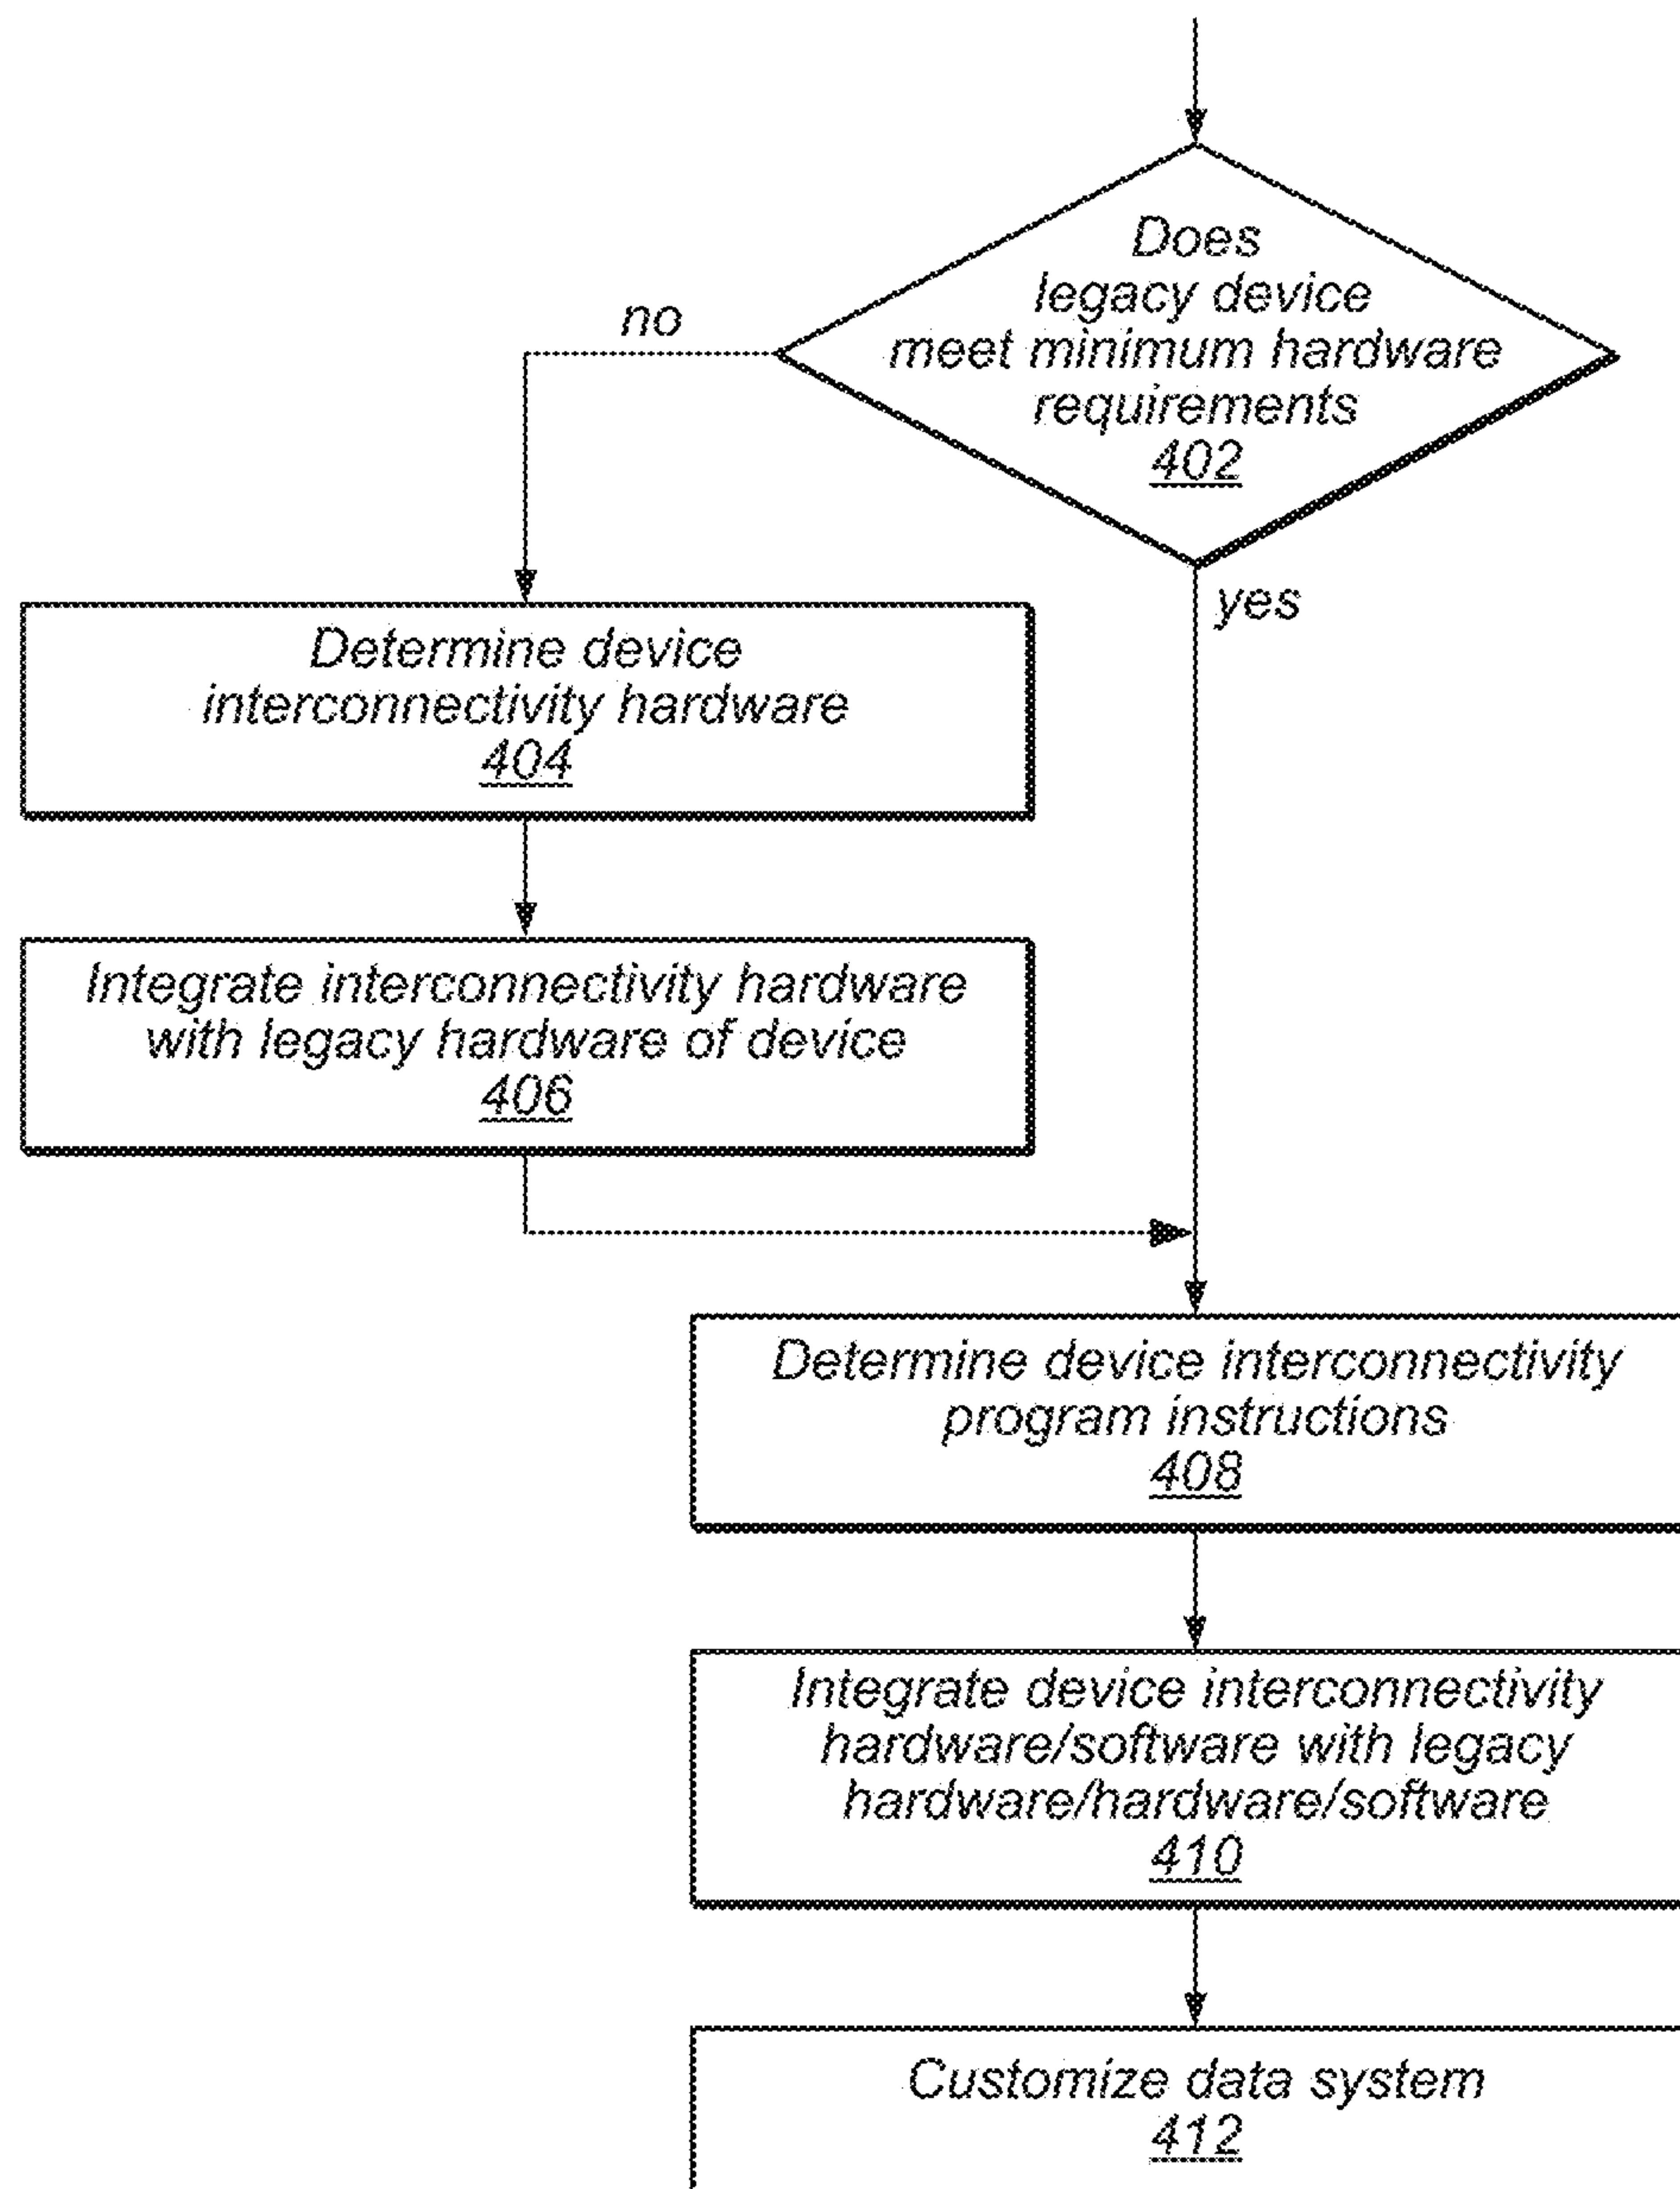 Does
legacy device
meet minimum hardware
requirements
402
no
yes
Determine device
interconnectivity hardware
404
Integrate interconnectivity hardware
with legacy hardware of device
406
Determine device interconnectivity
program instructions
408
Integrate device interconnectivity
hardware/software with legacy
hardware/hardware/software
410
Customize data system
412